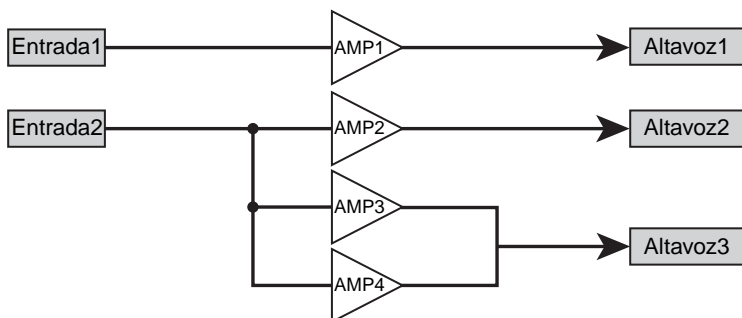 Entrada1
AMP1
Altavoz1
Entrada2
AMP2
Altavoz2
AMP3
Altavoz3
AMP4